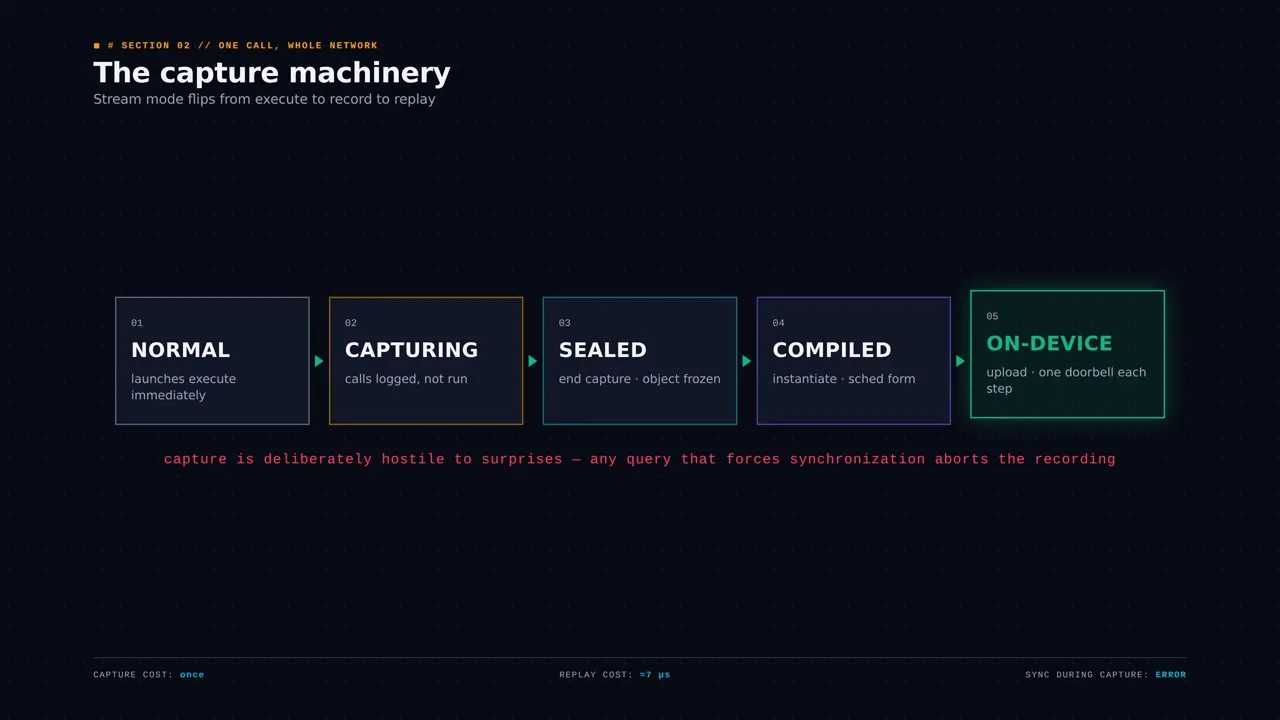 ■ # SECTION 02 // ONE CALL, WHOLE NETWORK
The capture machinery
Stream mode flips from execute to record to replay
01
NORMAL
launches execute
immediately
02
CAPTURING
calls logged, not run
03
SEALED
end capture · object frozen
04
COMPILED
instantiate · sched form
05
ON-DEVICE
upload · one doorbell each
step
capture is deliberately hostile to surprises — any query that forces synchronization aborts the recording
CAPTURE COST: once
REPLAY COST: ≈7 µs
SYNC DURING CAPTURE: ERROR